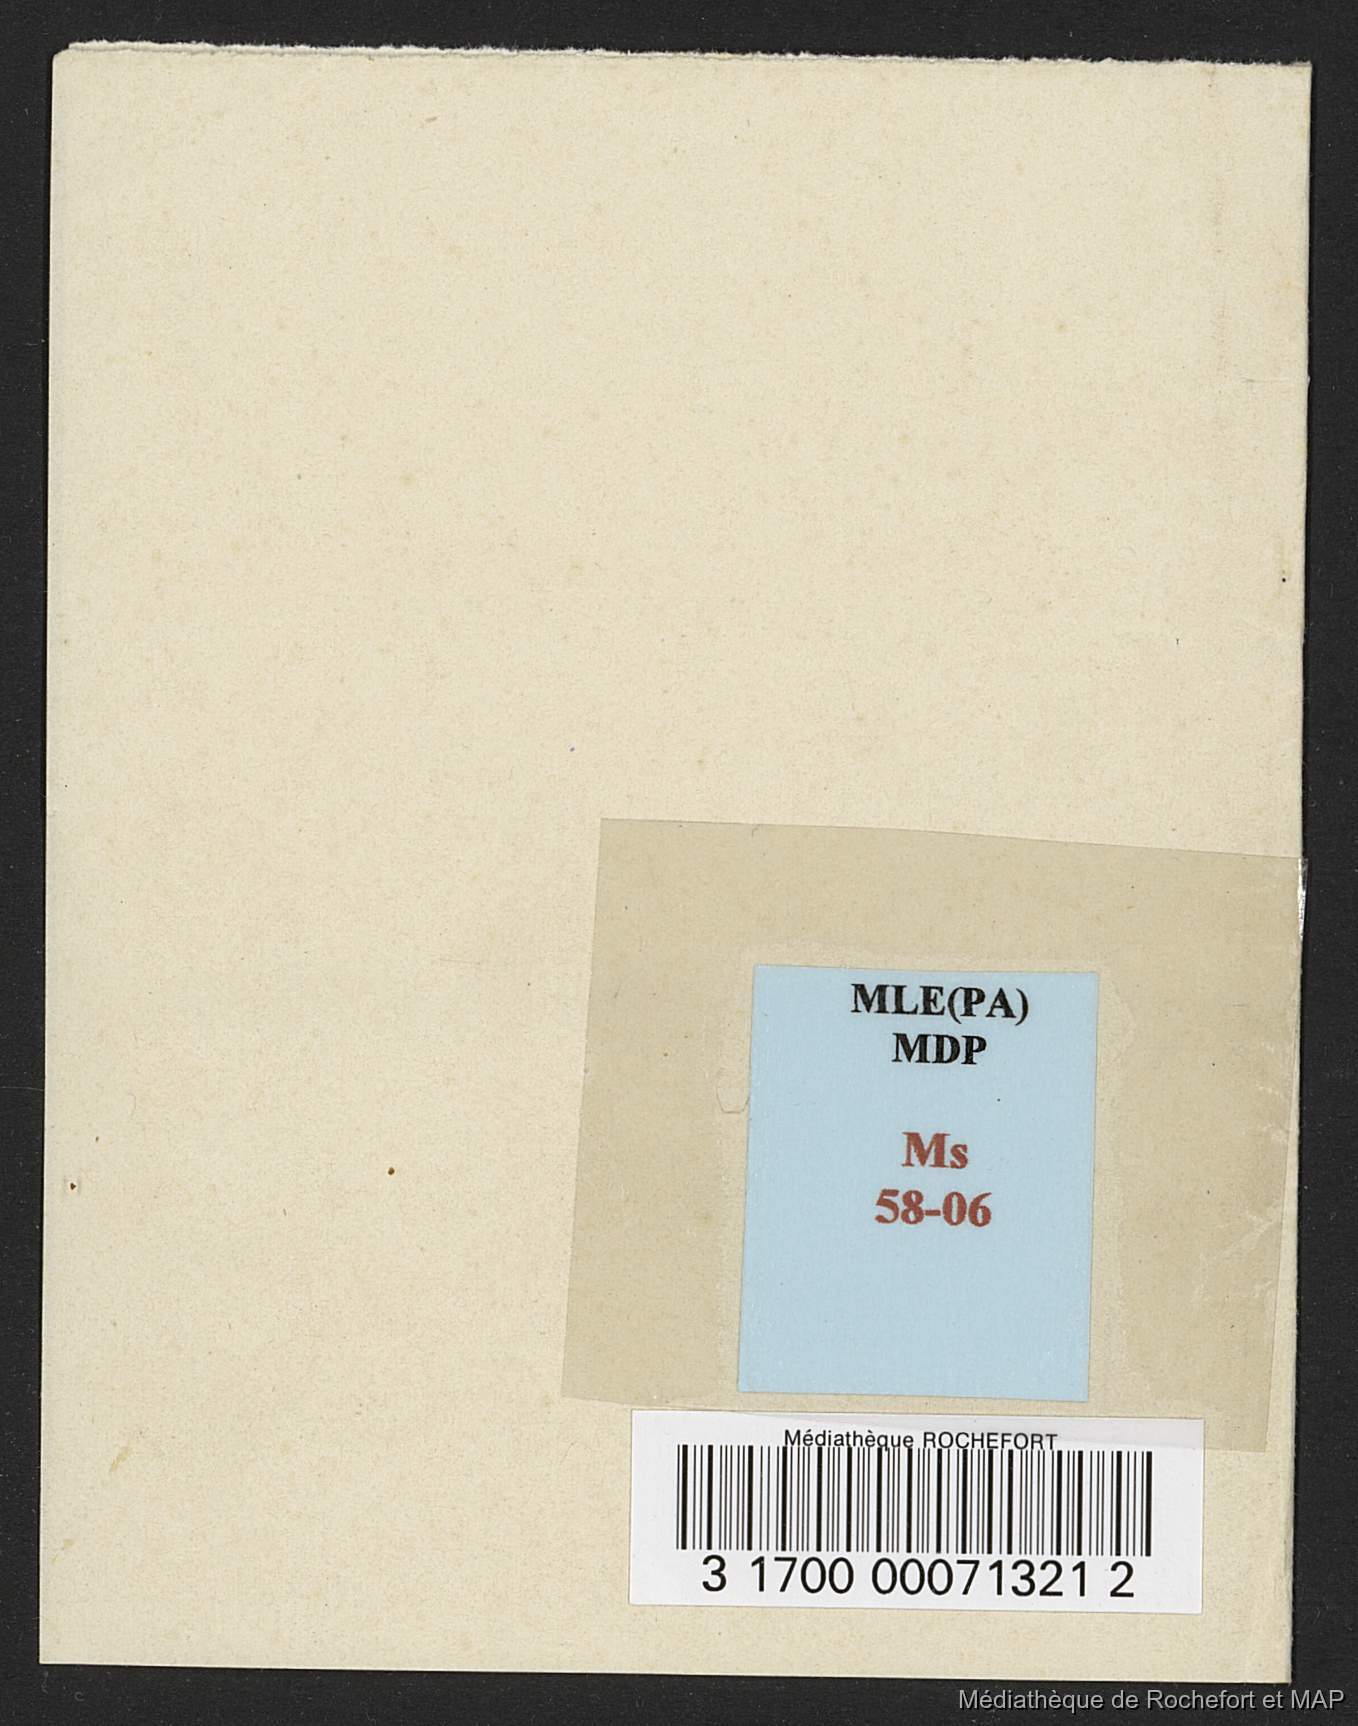 MLE(PA)
MDP
Ms
58-06
Médiathèque ROCHEFORT
3 1700 00071321 2
Médiathèque de Rochefort et MAP